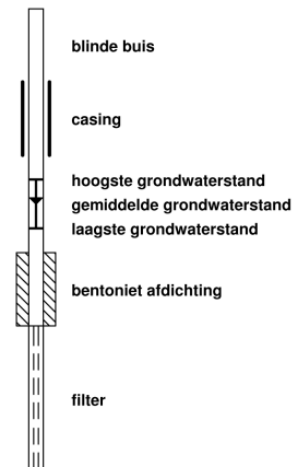 blinde buis
casing
hoogste grondwaterstand
gemiddelde grondwaterstand
laagste grondwaterstand
bentoniet afdichting
filter